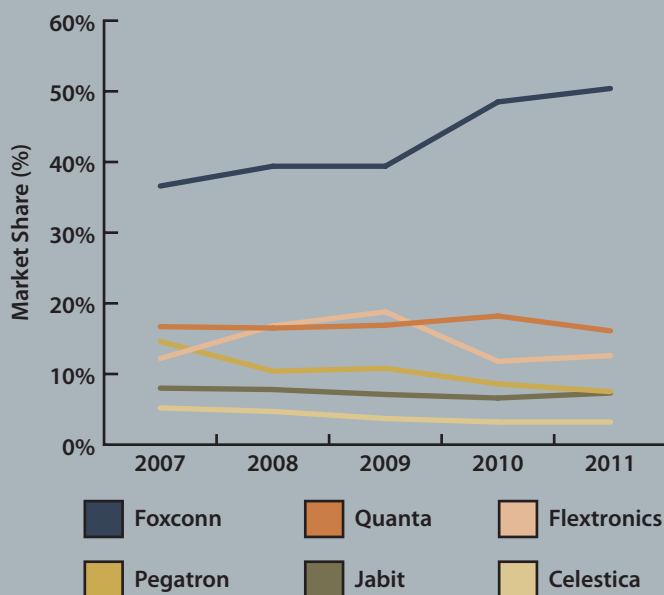 60%
50%
40%
30%
20%
10%
0%
Market Share (%)
2007 2008 2009 2010 2011
Foxconn Quanta Flextronics
Pegatron Jabit Celestica